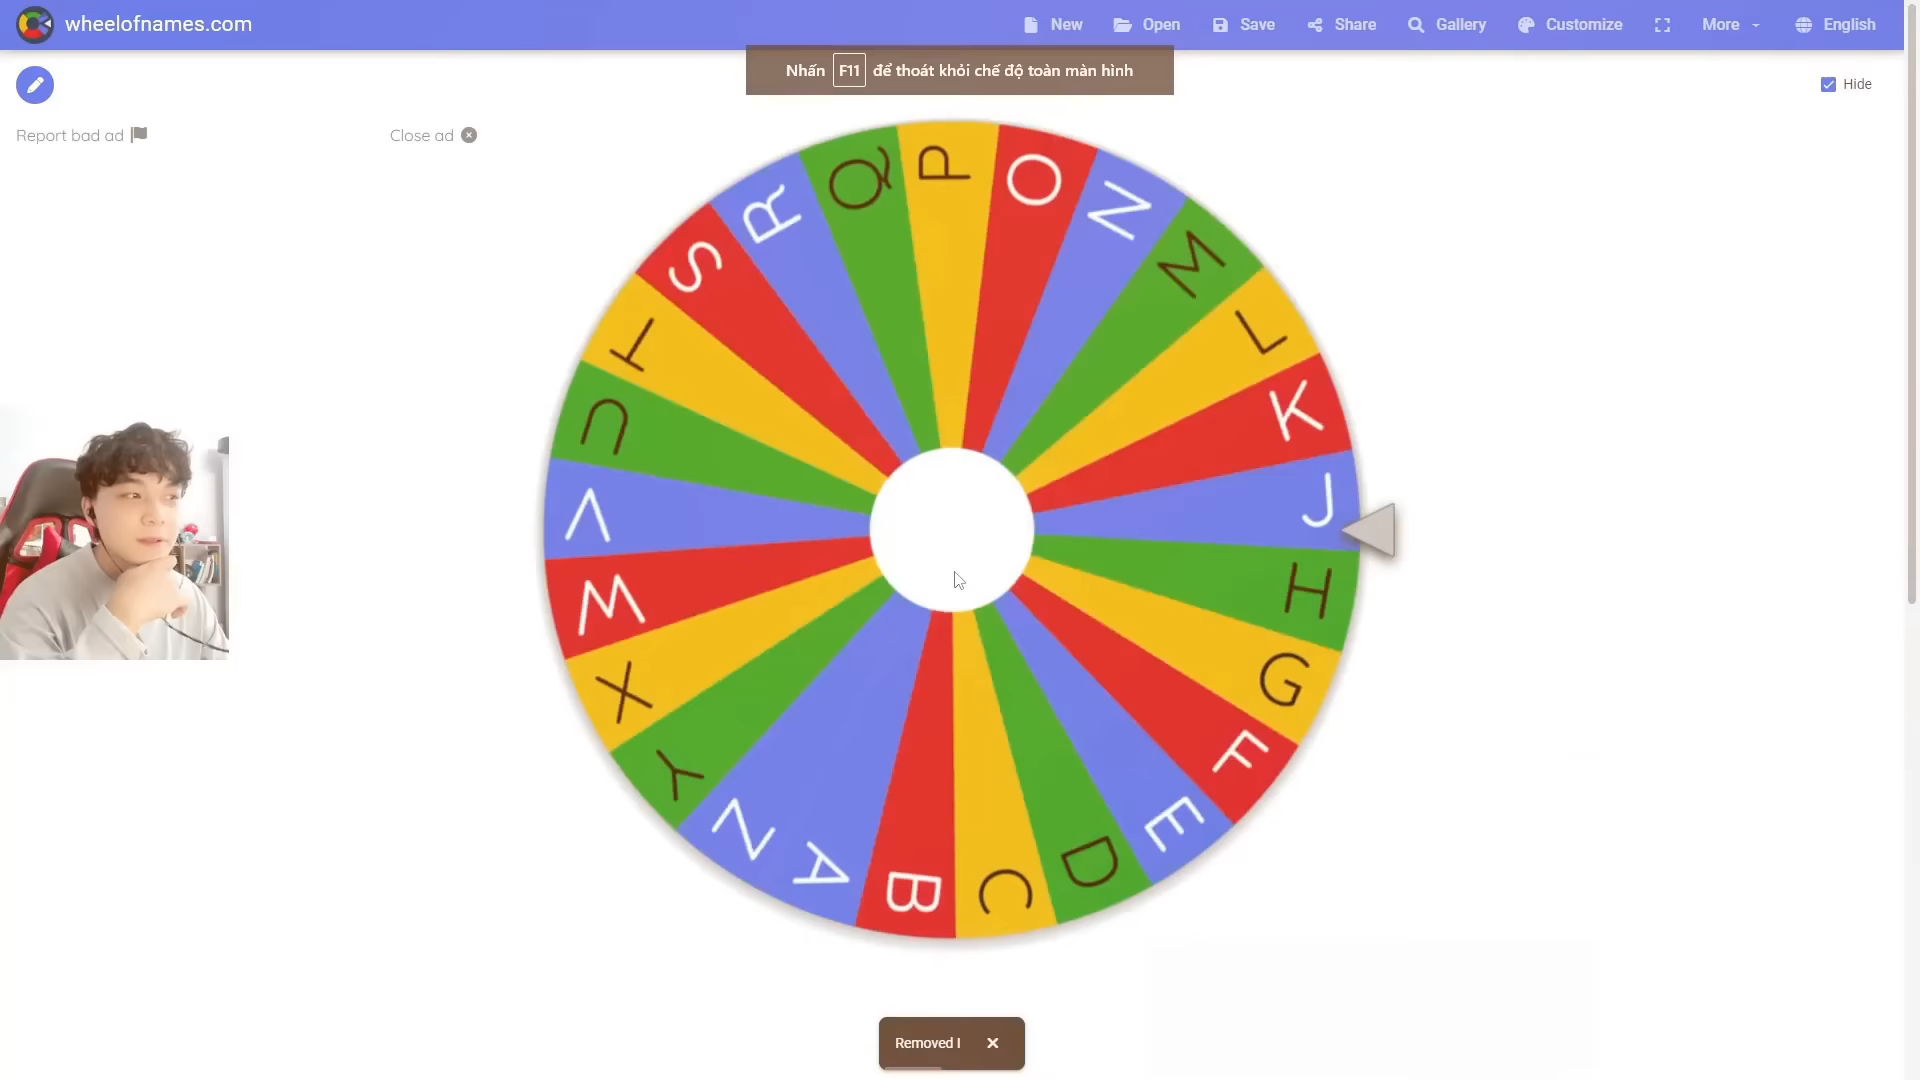 wheelofnames.com
New
Open
Save
Share
Gallery
Customize
More
English
Nhấn F11 để thoát khỏi chế độ toàn màn hình
Hide
Report bad ad
Close ad
P
O
N
M
L
K
J
H
G
F
E
D
C
B
A
Z
Y
X
W
V
U
T
S
R
Q
Removed I